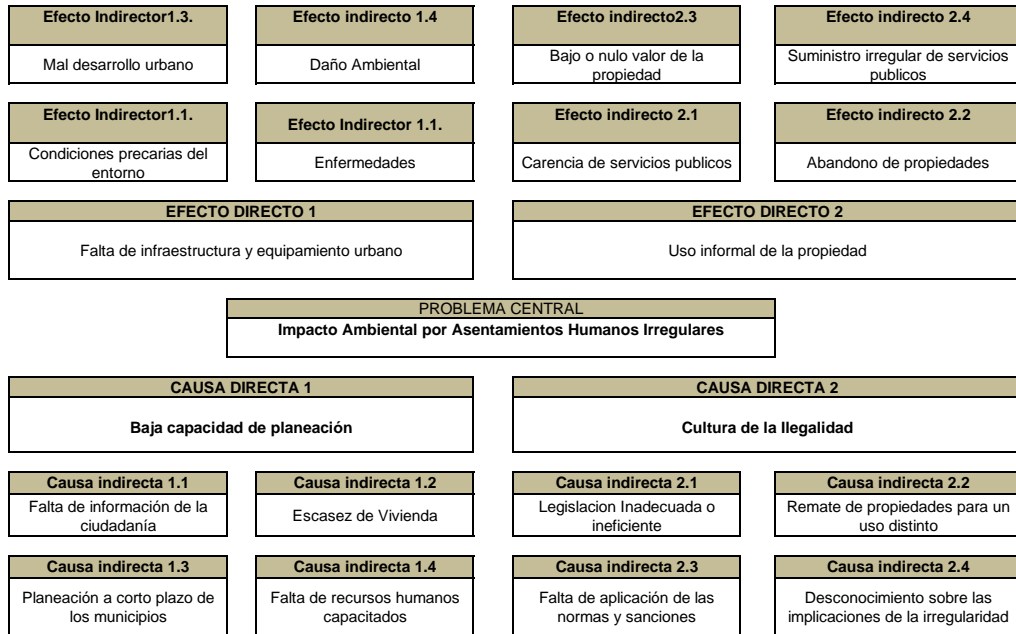 Efecto Indirector1.3.
Mal desarrollo urbano
Efecto indirecto 1.4
Daño Ambiental
Efecto indirecto2.3
Bajo o nulo valor de la
propiedad
Efecto indirecto 2.4
Suministro irregular de servicios
publicos
Efecto Indirector1.1.
Condiciones precarias del
entorno
Efecto Indirector 1.1.
Enfermedades
Efecto indirecto 2.1
Carencia de servicios publicos
Efecto indirecto 2.2
Abandono de propiedades
EFECTO DIRECTO 1
Falta de infraestructura y equipamiento urbano
EFECTO DIRECTO 2
Uso informal de la propiedad
PROBLEMA CENTRAL
Impacto Ambiental por Asentamientos Humanos Irregulares
CAUSA DIRECTA 1
Baja capacidad de planeación
CAUSA DIRECTA 2
Cultura de la Ilegalidad
Causa indirecta 1.1
Falta de información de la
ciudadanía
Causa indirecta 1.2
Escasez de Vivienda
Causa indirecta 2.1
Legislacion Inadecuada o
ineficiente
Causa indirecta 2.2
Remate de propiedades para un
uso distinto
Causa indirecta 1.3
Planeación a corto plazo de
los municipios
Causa indirecta 1.4
Falta de recursos humanos
capacitados
Causa indirecta 2.3
Falta de aplicación de las
normas y sanciones
Causa indirecta 2.4
Desconocimiento sobre las
implicaciones de la irregularidad